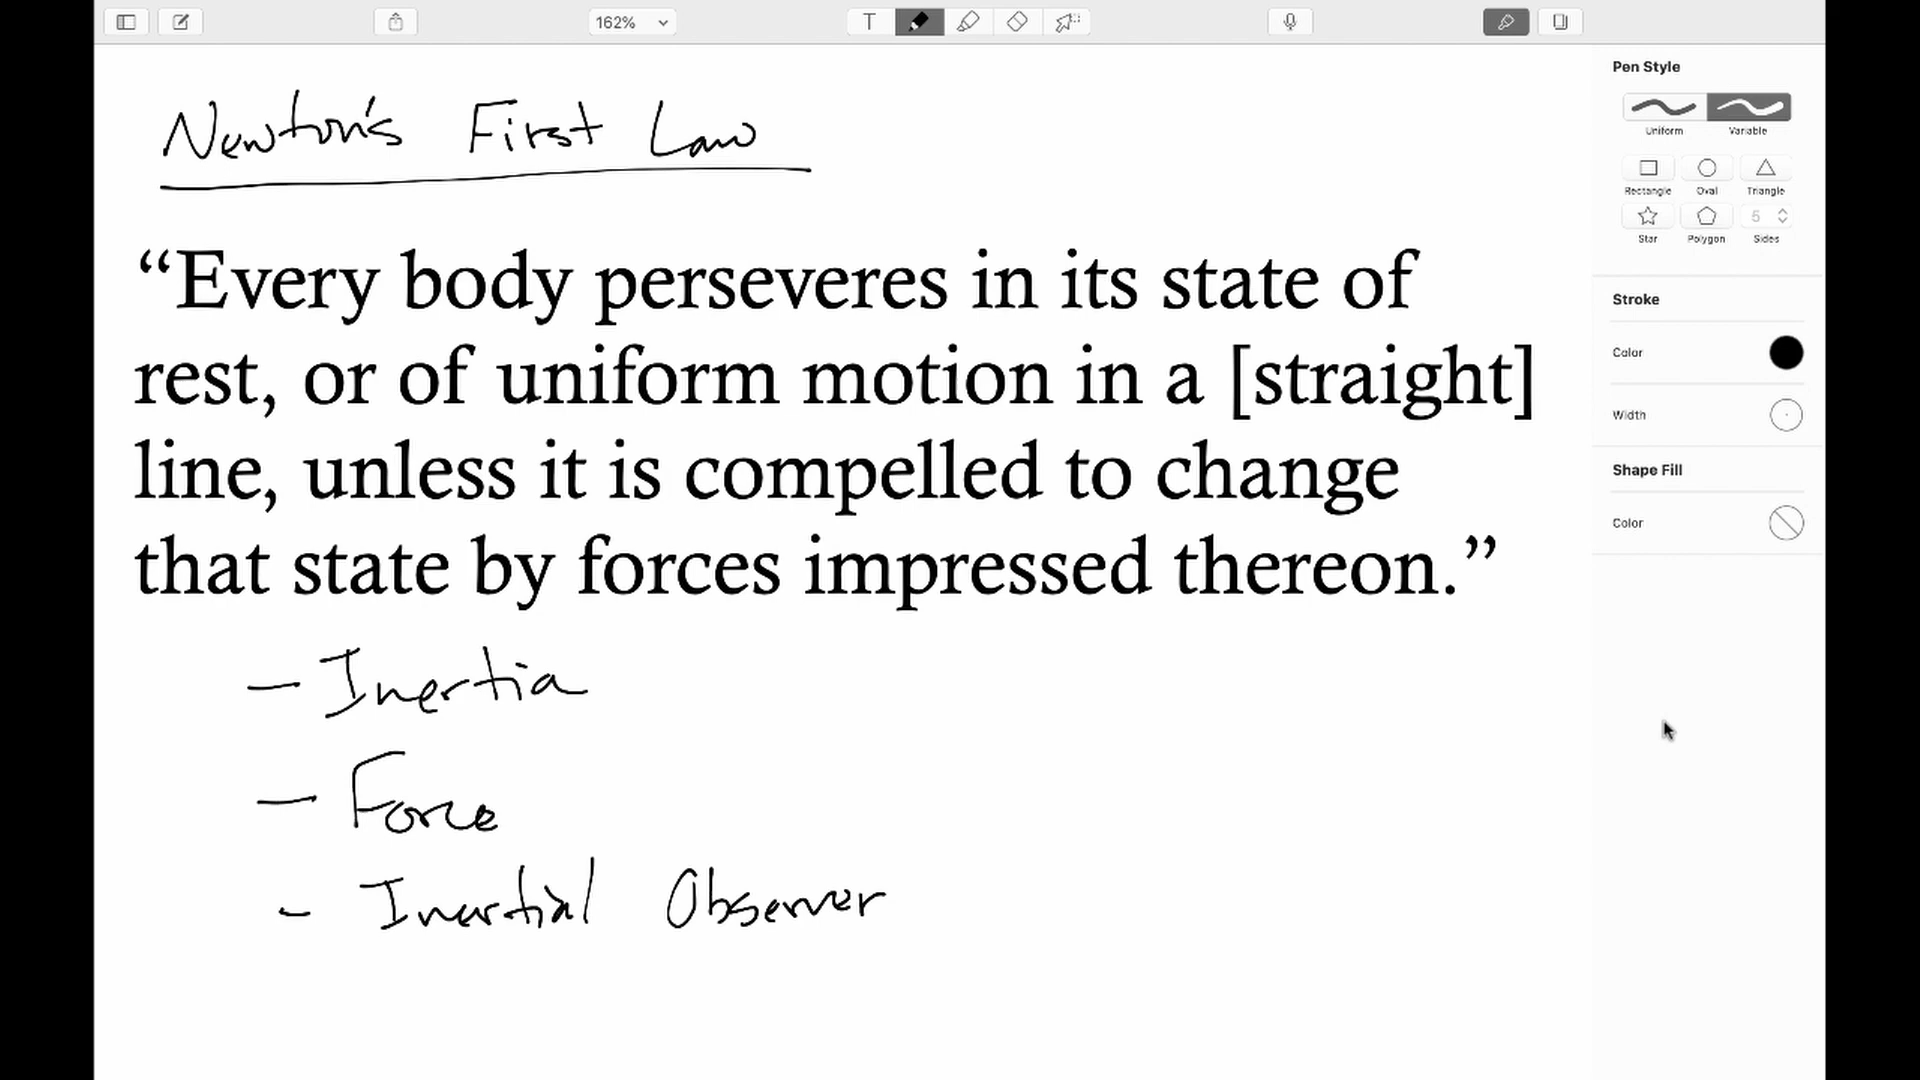 162%
T
Newton's First Law
"Every body perseveres in its state of
rest, or of uniform motion in a [straight]
line, unless it is compelled to change
that state by forces impressed thereon."
- Inertia
- Force
- Inertial Observer
Pen Style
Uniform Variable
Rectangle Oval Triangle
5
Star Polygon Sides
Stroke
Color
Width
Shape Fill
Color